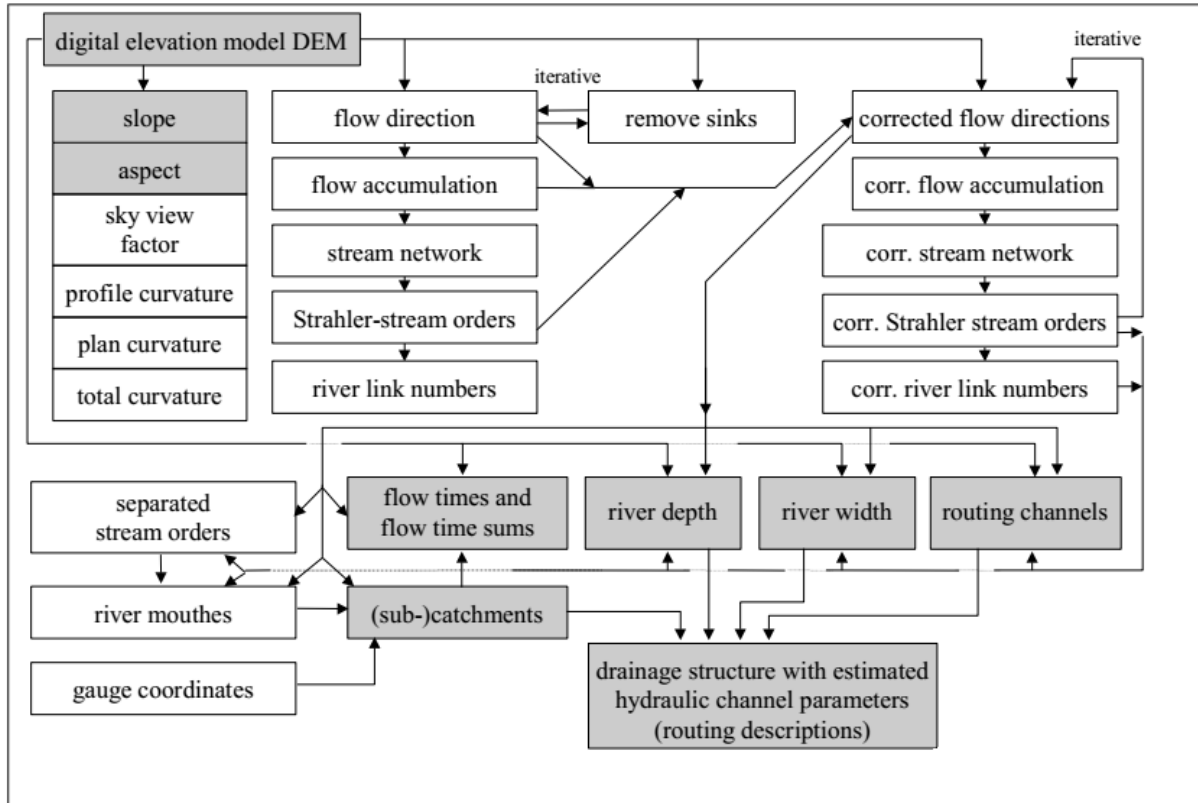 digital elevation model DEM
iterative
iterative
slope
flow direction
remove sinks
corrected flow directions
aspect
flow accumulation
corr. flow accumulation
sky view
factor
stream network
corr. stream network
profile curvature
Strahler-stream orders
corr. Strahler stream orders
plan curvature
river link numbers
corr. river link numbers
total curvature
separated
stream orders
flow times and
flow time sums
river depth
river width
routing channels
river mouthes
(sub-)catchments
gauge coordinates
drainage structure with estimated
hydraulic channel parameters
(routing descriptions)